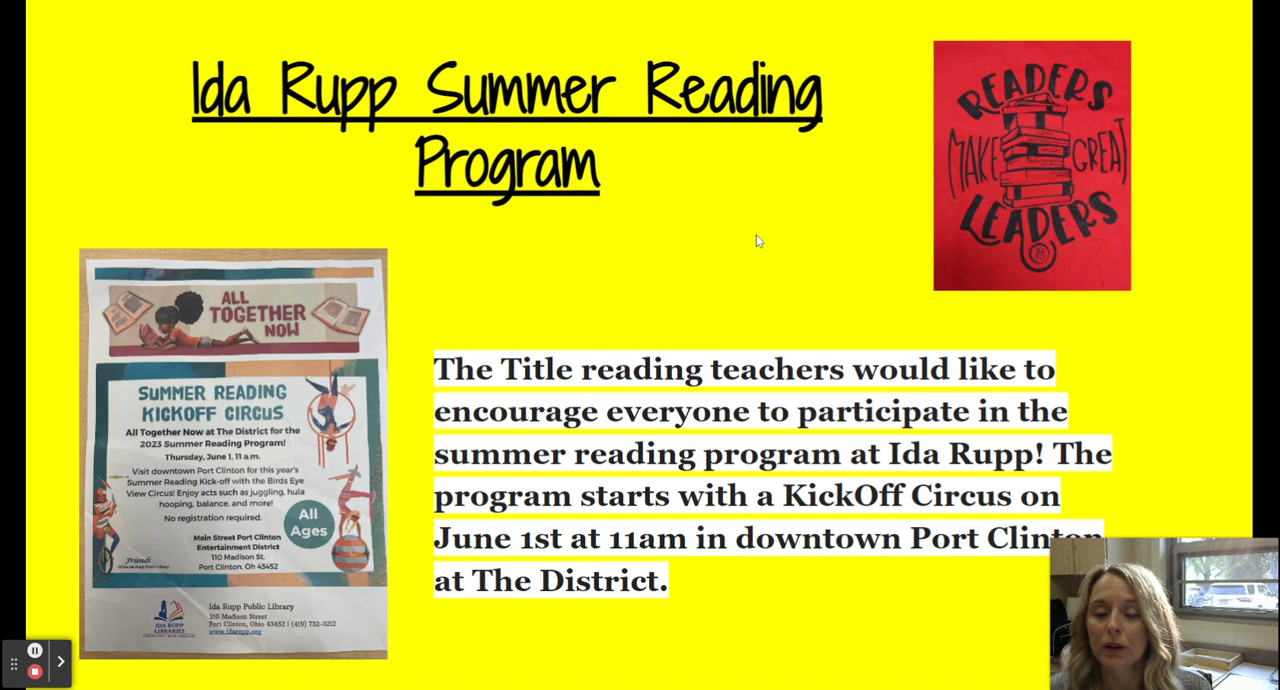 Ida Rupp Summer Reading
Program
READERS
MAKE GREAT
LEADERS
ALL
TOGETHER
NOW
SUMMER READING
KICKOFF CIRCUS
All Together Now at The District for the
2023 Summer Reading Program!
Thursday, June 1, 11 a.m.
Visit downtown Port Clinton for this year's
Summer Reading Kick-off with the Birds Eye
View Circus! Enjoy acts such as juggling, hula
hooping, balance, and more!
No registration required.
All
Ages
Main Street Port Clinton
Entertainment District
110 Madison St.
Port Clinton, Oh 43452
Friends
IDA RUPP
LIBRARIES
Ida Rupp Public Library
310 Madison Street
Port Clinton, Ohio 43452 | (419) 732-3212
www.idarupp.org
The Title reading teachers would like to
encourage everyone to participate in the
summer reading program at Ida Rupp! The
program starts with a KickOff Circus on
June 1st at 11am in downtown Port Clinton
at The District.